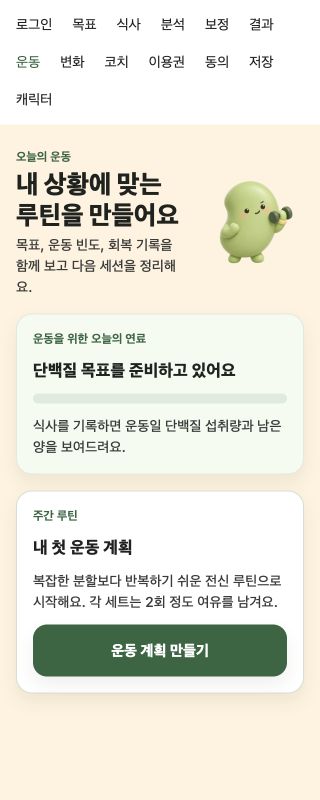 로그인 목표 식사 분석 보정 결과
운동 변화 코치 이용권 동의 저장
캐릭터
오늘의 운동
내 상황에 맞는
루틴을 만들어요
목표, 운동 빈도, 회복 기록을
함께 보고 다음 세션을 정리해
요.
운동을 위한 오늘의 연료
단백질 목표를 준비하고 있어요
식사를 기록하면 운동일 단백질 섭취량과 남은
양을 보여드려요.
주간 루틴
내 첫 운동 계획
복잡한 분할보다 반복하기 쉬운 전신 루틴으로
시작해요. 각 세트는 2회 정도 여유를 남겨요.
운동 계획 만들기